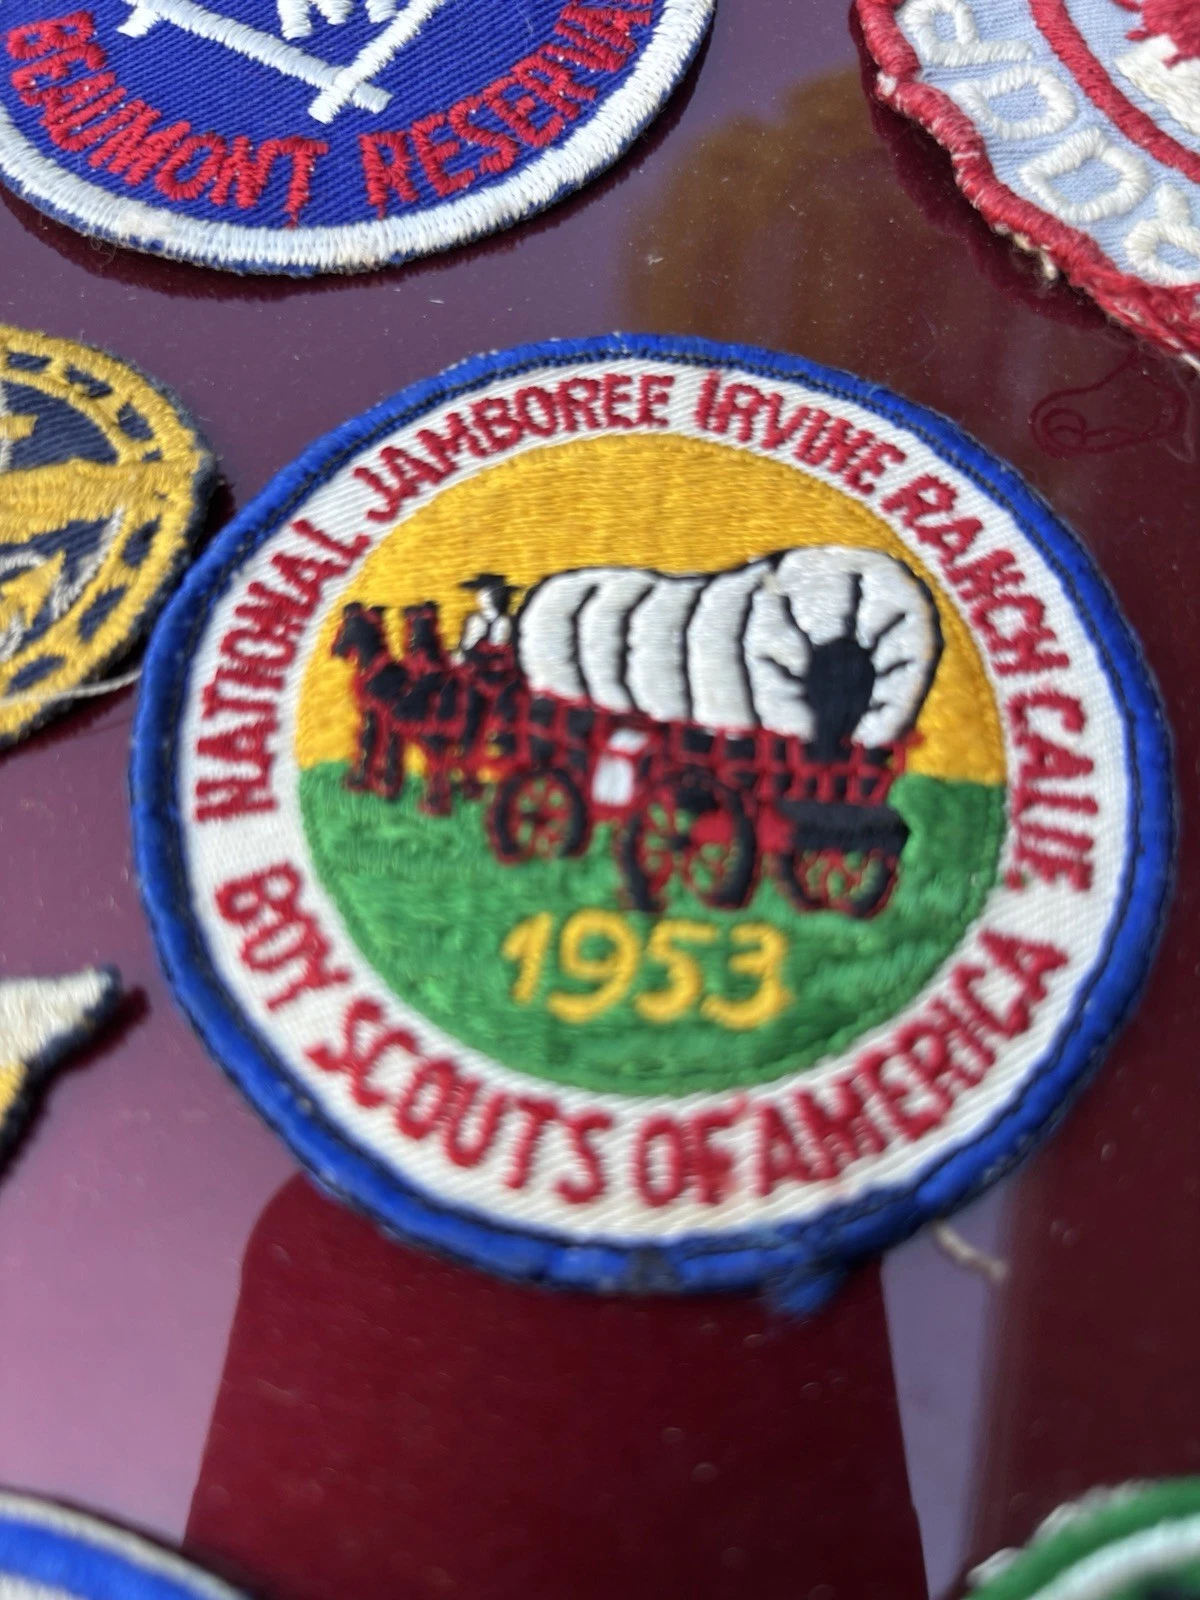 BEAUMONT RESERVA
NATIONAL JAMBOREE IRVINE RANCH CALIF.
1953
BOY SCOUTS OF AMERICA